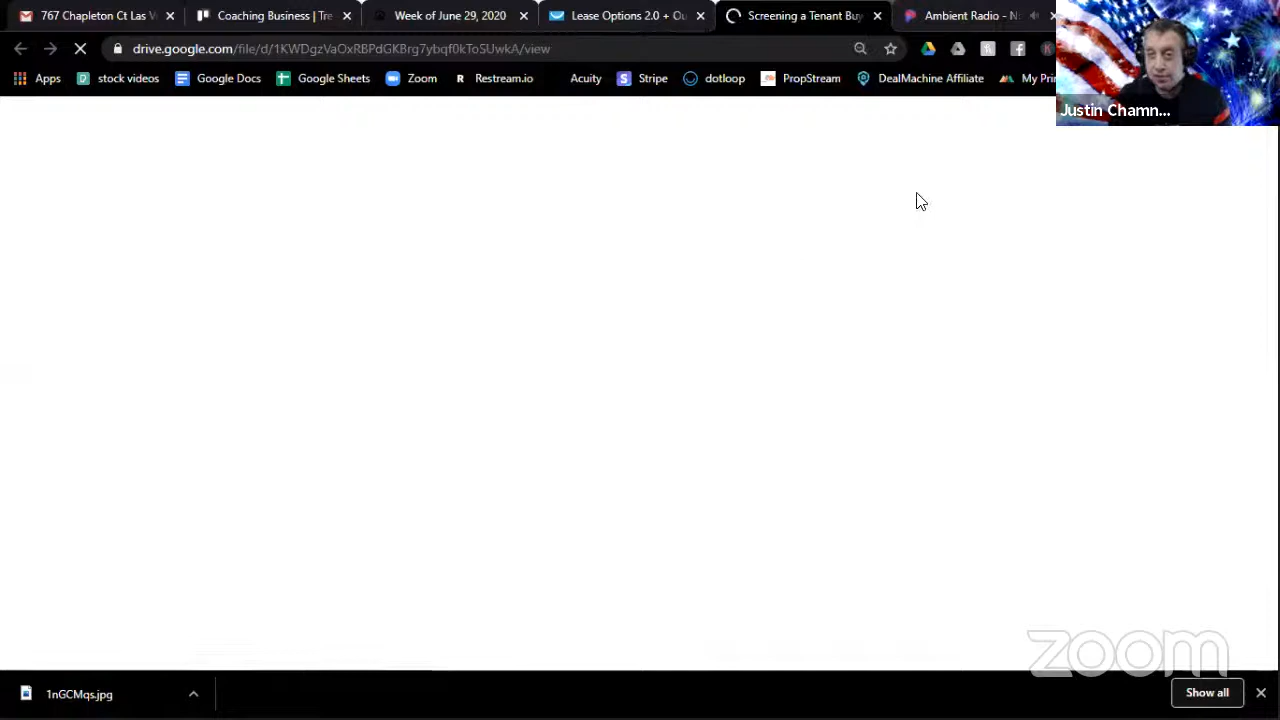 767 Chapleton Ct Las V
Coaching Business | Tre
Week of June 29, 2020
Lease Options 2.0 + Ou
Screening a Tenant Buy
Ambient Radio - N
drive.google.com/file/d/1KWDgzVaOxRBPdGKBrg7ybqf0kToSUwkA/view
Apps
stock videos
Google Docs
Google Sheets
Zoom
Restream.io
Acuity
Stripe
dotloop
PropStream
DealMachine Affiliate
My Pri
Justin Chamn...
zoom
1nGCMqs.jpg
Show all